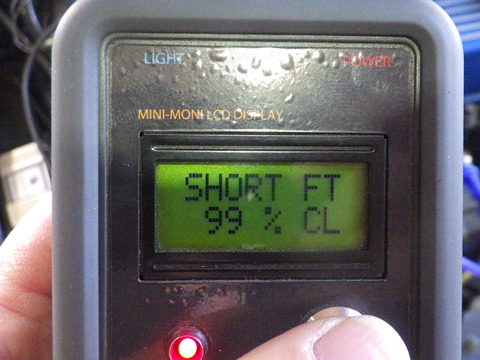 LIGHT POWER
MINI-MONI LCD DISPLAY
SHORT FT
99 % CL